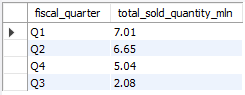 fiscal_quarter total_sold_quantity_mln
Q1 7.01
Q2 6.65
Q4 5.04
Q3 2.08